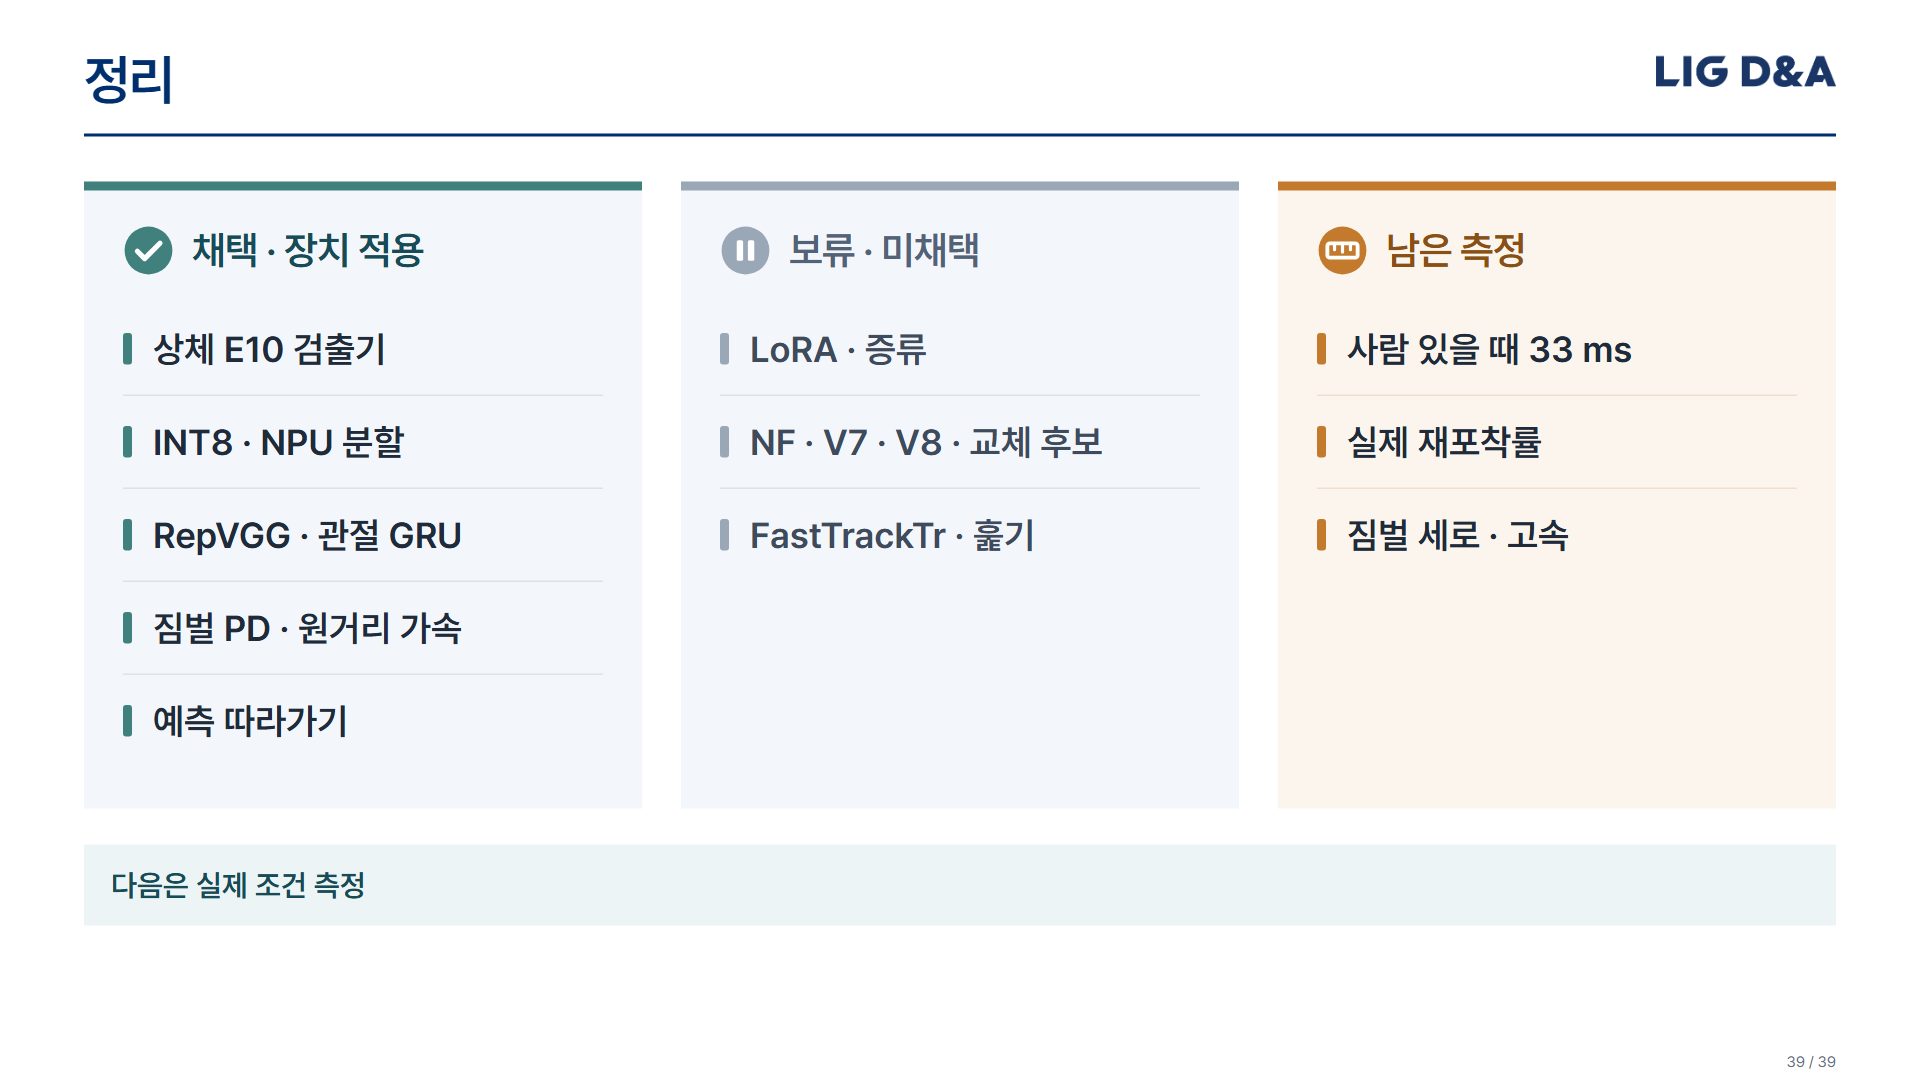 정리
LIG D&A
채택 · 장치 적용
상체 E10 검출기
INT8 · NPU 분할
RepVGG · 관절 GRU
짐벌 PD · 원거리 가속
예측 따라가기
보류 · 미채택
LoRA · 증류
NF · V7 · V8 · 교체 후보
FastTrackTr · 훑기
남은 측정
사람 있을 때 33 ms
실제 재포착률
짐벌 세로 · 고속
다음은 실제 조건 측정
39 / 39